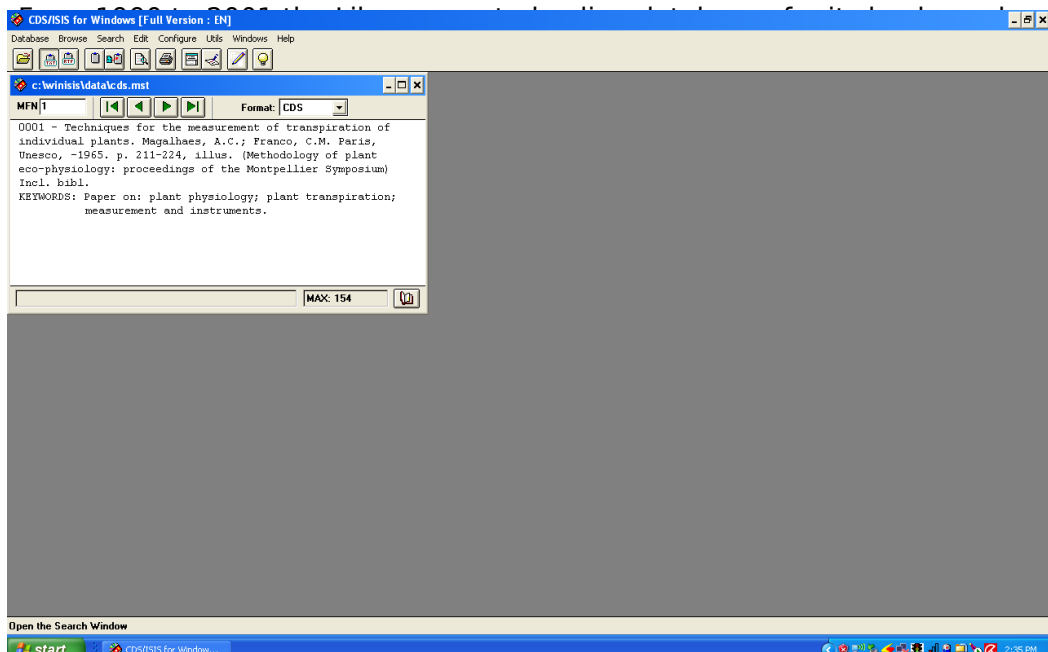 CDS/ISIS for Windows [Full Version : EN]
Database Browse Search Edit Configure Utils Windows Help
c:\winisis\data\cds.mst
MFN 1 Format: CDS
0001 - Techniques for the measurement of transpiration of
individual plants. Magalhaes, A.C.; Franco, C.M. Paris,
Unesco, -1965. p. 211-224, illus. (Methodology of plant
eco-physiology: proceedings of the Montpellier Symposium)
Incl. bibl.
KEYWORDS: Paper on: plant physiology; plant transpiration;
measurement and instruments.
MAX: 154
Open the Search Window
start CDS/ISIS for Window... 2:35 PM